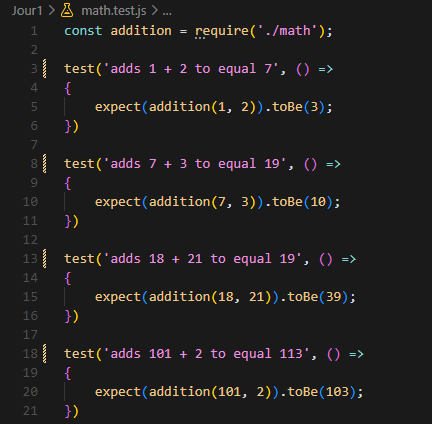 Jour1 > math.test.js > ...
1 const addition = require('./math');
2
3 test('adds 1 + 2 to equal 7', () =>
4 {
5     expect(addition(1, 2)).toBe(3);
6 })
7
8 test('adds 7 + 3 to equal 19', () =>
9 {
10     expect(addition(7, 3)).toBe(10);
11 })
12
13 test('adds 18 + 21 to equal 19', () =>
14 {
15     expect(addition(18, 21)).toBe(39);
16 })
17
18 test('adds 101 + 2 to equal 113', () =>
19 {
20     expect(addition(101, 2)).toBe(103);
21 })